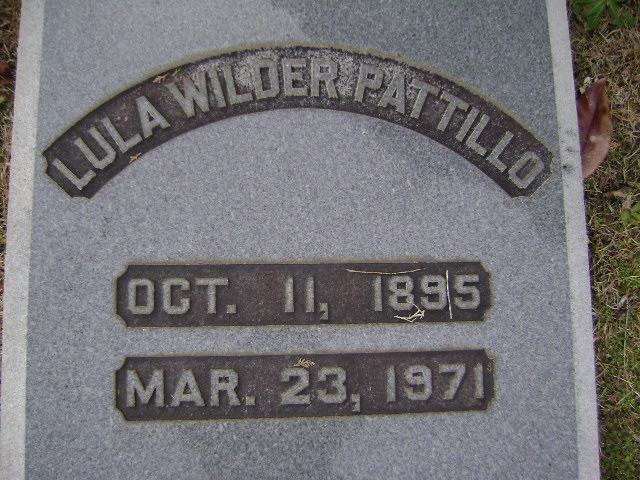 LULA WILDER PATTILLO
OCT. 11, 1895
MAR. 23, 1971